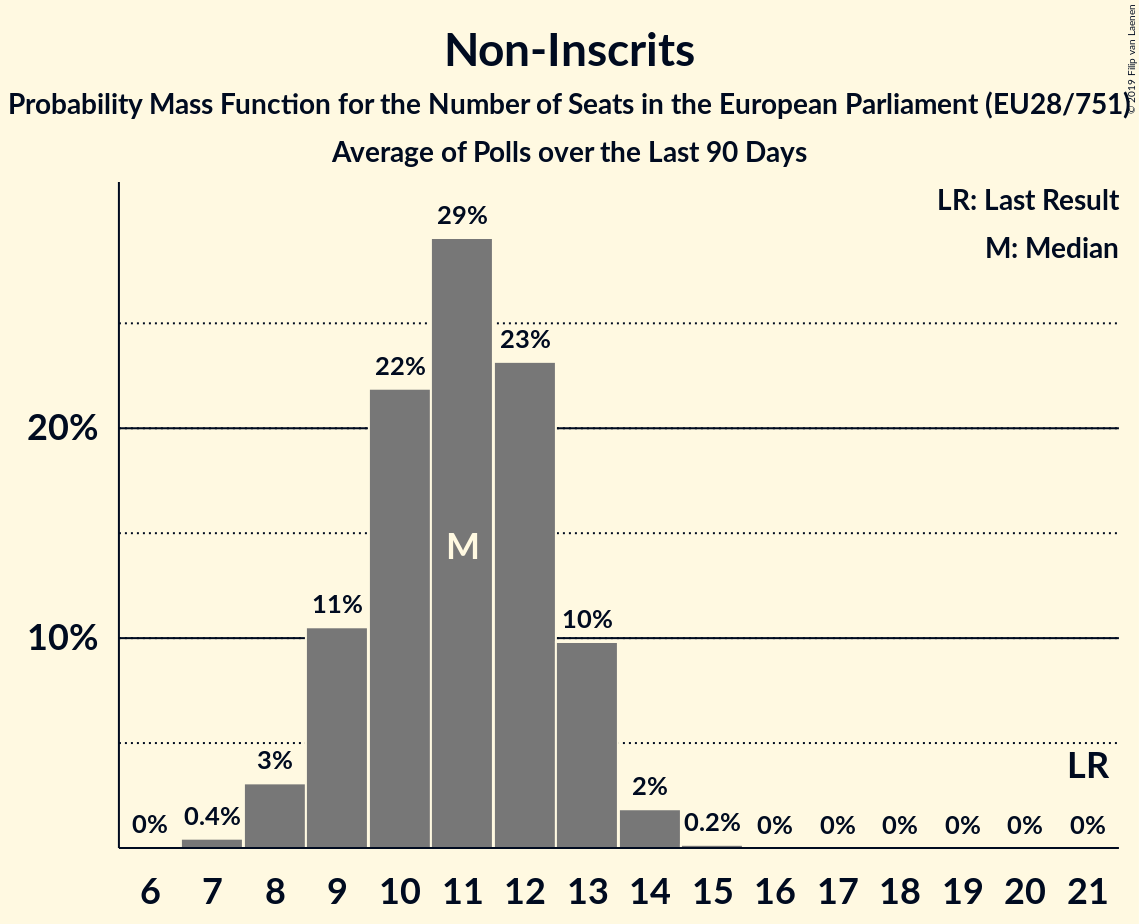 Non-Inscrits
Probability Mass Function for the Number of Seats in the European Parliament (EU28/751)
Average of Polls over the Last 90 Days
© 2019 Filip van Laenen
LR: Last Result
M: Median
29%
23%
22%
20%
M
11%
10%
10%
3%
LR
2%
0%
0.4%
0.2%
0%
0%
0%
0%
0%
0%
6 7 8 9 10 11 12 13 14 15 16 17 18 19 20 21